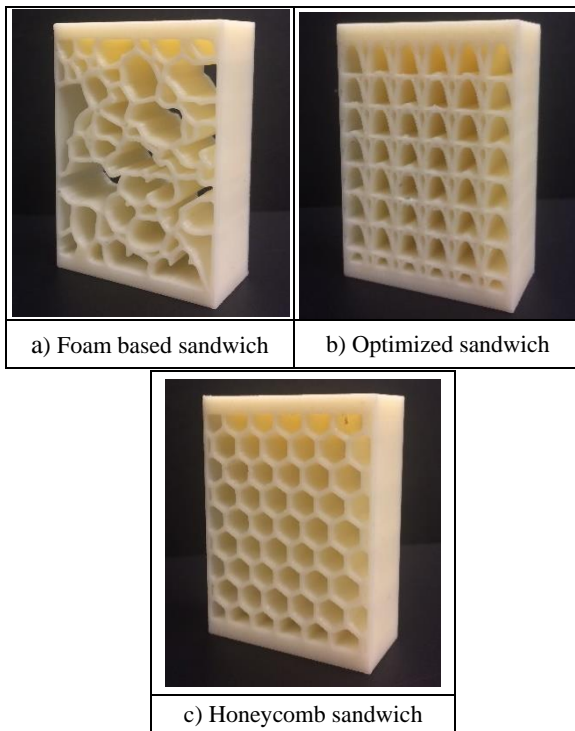 a) Foam based sandwich
b) Optimized sandwich
c) Honeycomb sandwich